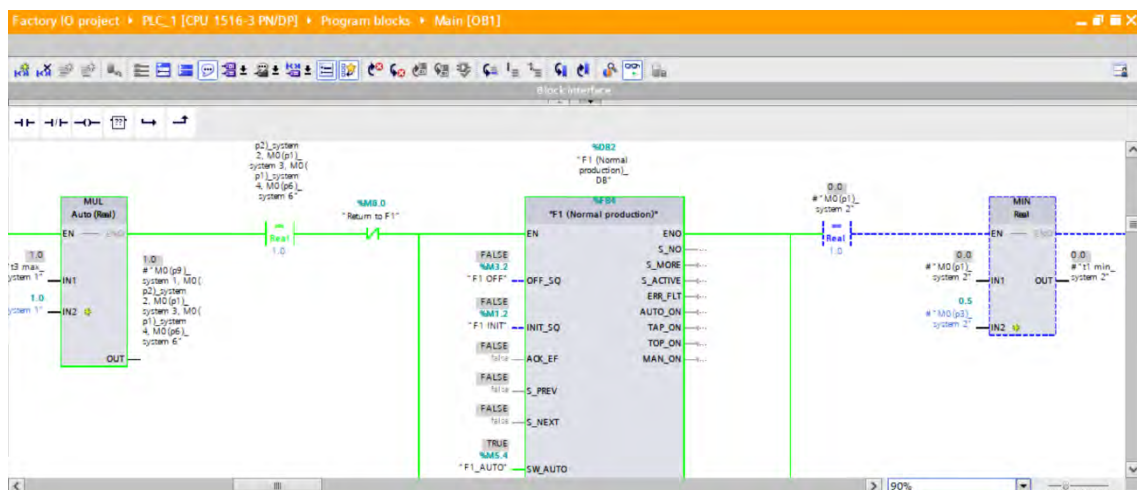 Factory IO project ▸ PLC_1 [CPU 1516-3 PN/DP] ▸ Program blocks ▸ Main [OB1]
Block interface
p2)_system
2, M0(p1)_
system 3, M0(
p1)_system
4, M0(p6)_
system 6"
Real
1.0
%M8.0
"Return to F1"
MUL
Auto (Real)
EN
ENO
1.0
"t3 max_
system 1"
IN1
1.0
system 1"
IN2
1.0
#"M0(p9)_
system 1, M0(
p2)_system
2, M0(p1)_
system 3, M0(
p1)_system
4, M0(p6)_
system 6"
OUT
%DB2
"F1 (Normal
production)_
DB"
%FB4
"F1 (Normal production)"
EN
ENO
FALSE
%M3.2
"F1 OFF"
OFF_SQ
FALSE
%M1.2
"F1 INIT"
INIT_SQ
FALSE
false
ACK_EF
FALSE
false
S_PREV
FALSE
false
S_NEXT
TRUE
%M5.4
"F1_AUTO"
SW_AUTO
S_NO
S_MORE
S_ACTIVE
ERR_FLT
AUTO_ON
TAP_ON
TOP_ON
MAN_ON
0.0
#"M0(p1)_
system 2"
Real
1.0
MIN
Real
EN
ENO
0.0
#"M0(p1)_
system 2"
IN1
0.5
#"M0(p3)_
system 2"
IN2
0.0
OUT
#"t1 min_
system 2"
90%